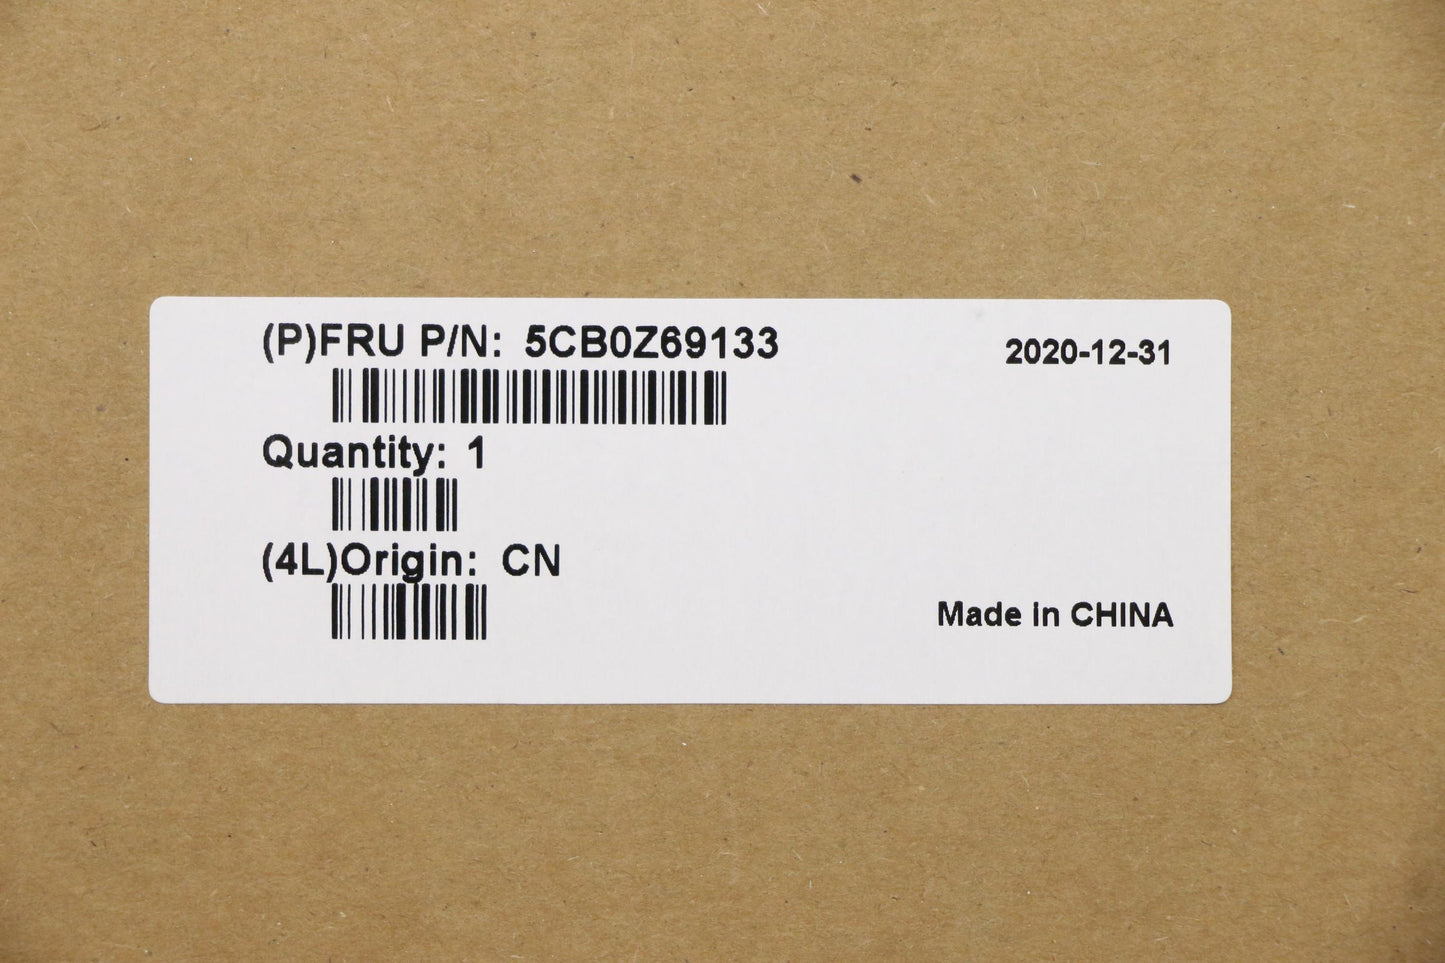 (P)FRU P/N: 5CB0Z69133
2020-12-31
Quantity: 1
(4L)Origin: CN
Made in CHINA